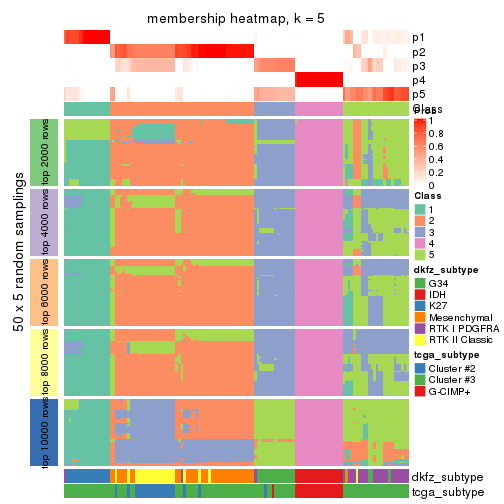 membership heatmap, k = 5
p1
p2
p3
p4
p5
Class
Prob
1
0.8
0.6
0.4
0.2
0
Class
1
2
3
4
5
dkfz_subtype
G34
IDH
K27
Mesenchymal
RTK I PDGFRA
RTK II Classic
tcga_subtype
Cluster #2
Cluster #3
G-CIMP+
50 x 5 random samplings
top 2000 rows
top 4000 rows
top 6000 rows
top 8000 rows
top 10000 rows
dkfz_subtype
tcga_subtype